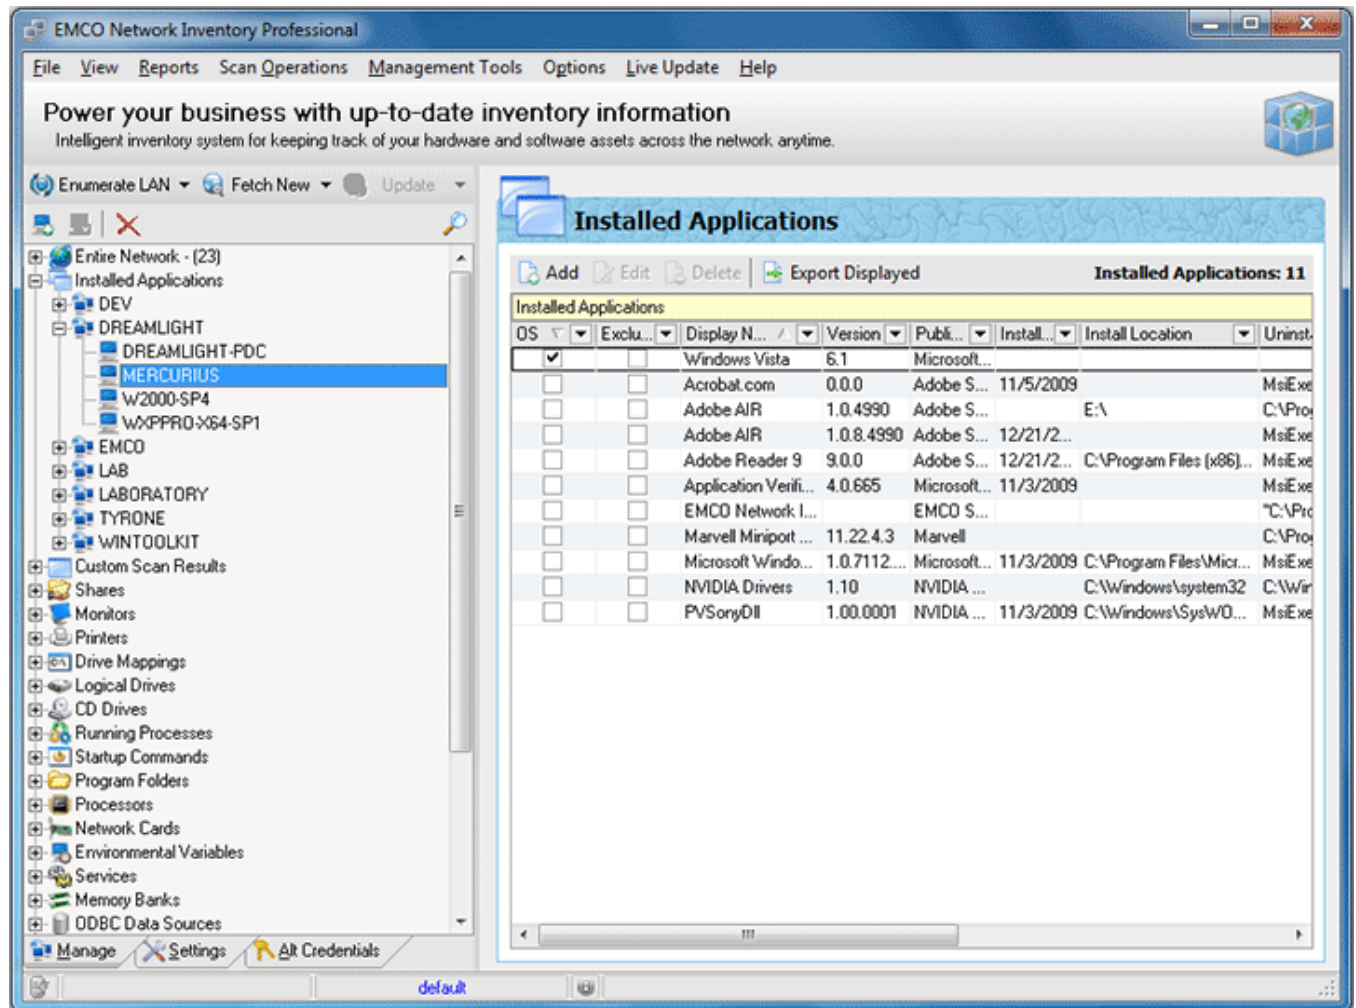 EMCO Network Inventory Professional
File View Reports Scan Operations Management Tools Options Live Update Help
Power your business with up-to-date inventory information
Intelligent inventory system for keeping track of your hardware and software assets across the network anytime.
Enumerate LAN Fetch New Update
Entire Network - (23)
Installed Applications
DEV
DREAMLIGHT
DREAMLIGHT-PDC
MERCURIUS
W2000-SP4
WXPPRO-X64-SP1
EMCO
LAB
LABORATORY
TYRONE
WINTOOLKIT
Custom Scan Results
Shares
Monitors
Printers
Drive Mappings
Logical Drives
CD Drives
Running Processes
Startup Commands
Program Folders
Processors
Network Cards
Environmental Variables
Services
Memory Banks
ODBC Data Sources
Manage Settings Alt Credentials
Installed Applications
Add Edit Delete Export Displayed Installed Applications: 11
Installed Applications
OS Exclu... Display N... Version Publi... Install... Install Location Uninst
Windows Vista 6.1 Microsoft...
Acrobat.com 0.0.0 Adobe S... 11/5/2009 MsiExe
Adobe AIR 1.0.4990 Adobe S... E:\ C:\Pro
Adobe AIR 1.0.8.4990 Adobe S... 12/21/2... MsiExe
Adobe Reader 9 9.0.0 Adobe S... 12/21/2... C:\Program Files (x86)... MsiExe
Application Verifi... 4.0.665 Microsoft... 11/3/2009 MsiExe
EMCO Network I... EMCO S... "C:\Pro
Marvell Miniport ... 11.22.4.3 Marvell C:\Pro
Microsoft Windo... 1.0.7112.... Microsoft... 11/3/2009 C:\Program Files\Micr... MsiExe
NVIDIA Drivers 1.10 NVIDIA ... C:\Windows\system32 C:\Wir
PVSonyDll 1.00.0001 NVIDIA ... 11/3/2009 C:\Windows\SysWO... MsiExe
default